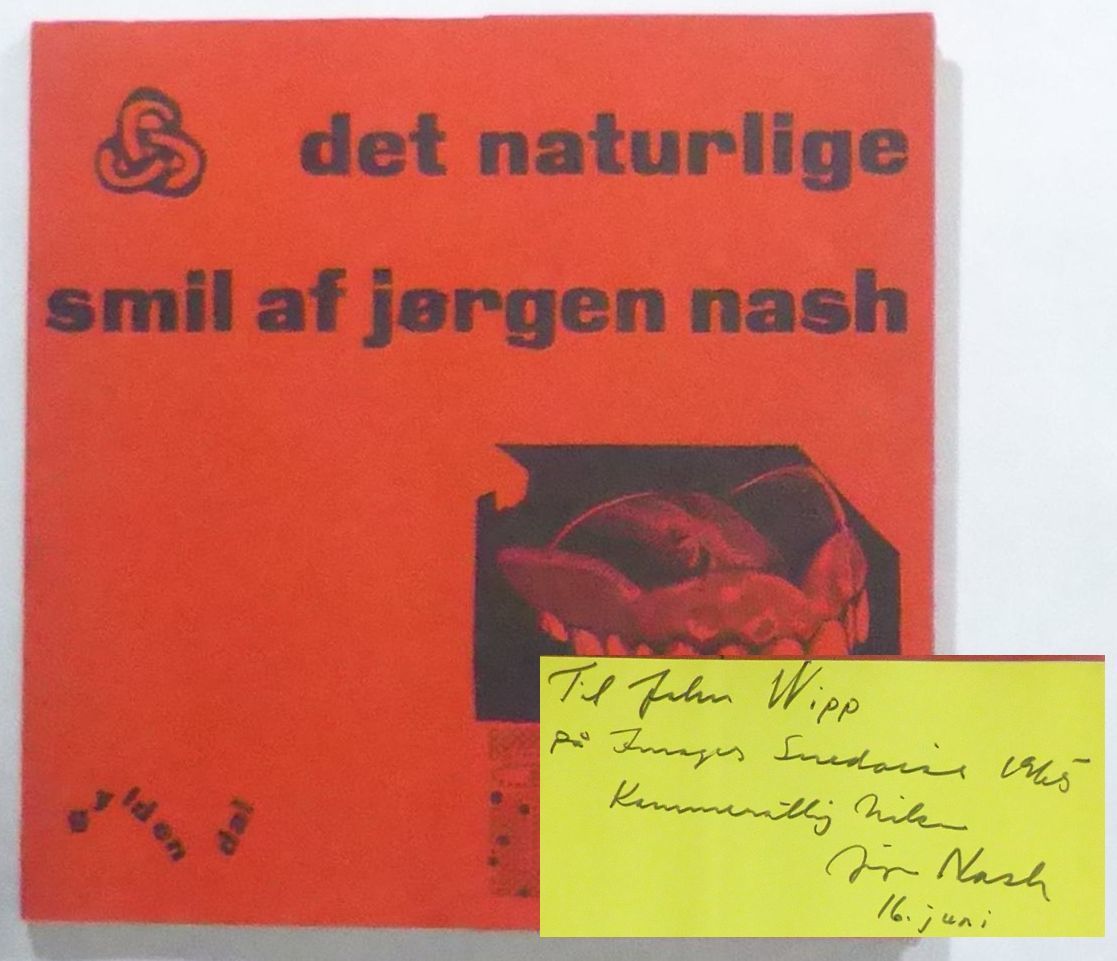 det naturlige
smil af jørgen nash
gyldendal
Til John Wipp
på Images Suedoise 1965
Kammeratlig hilsen
Jørgen Nash
16. juni